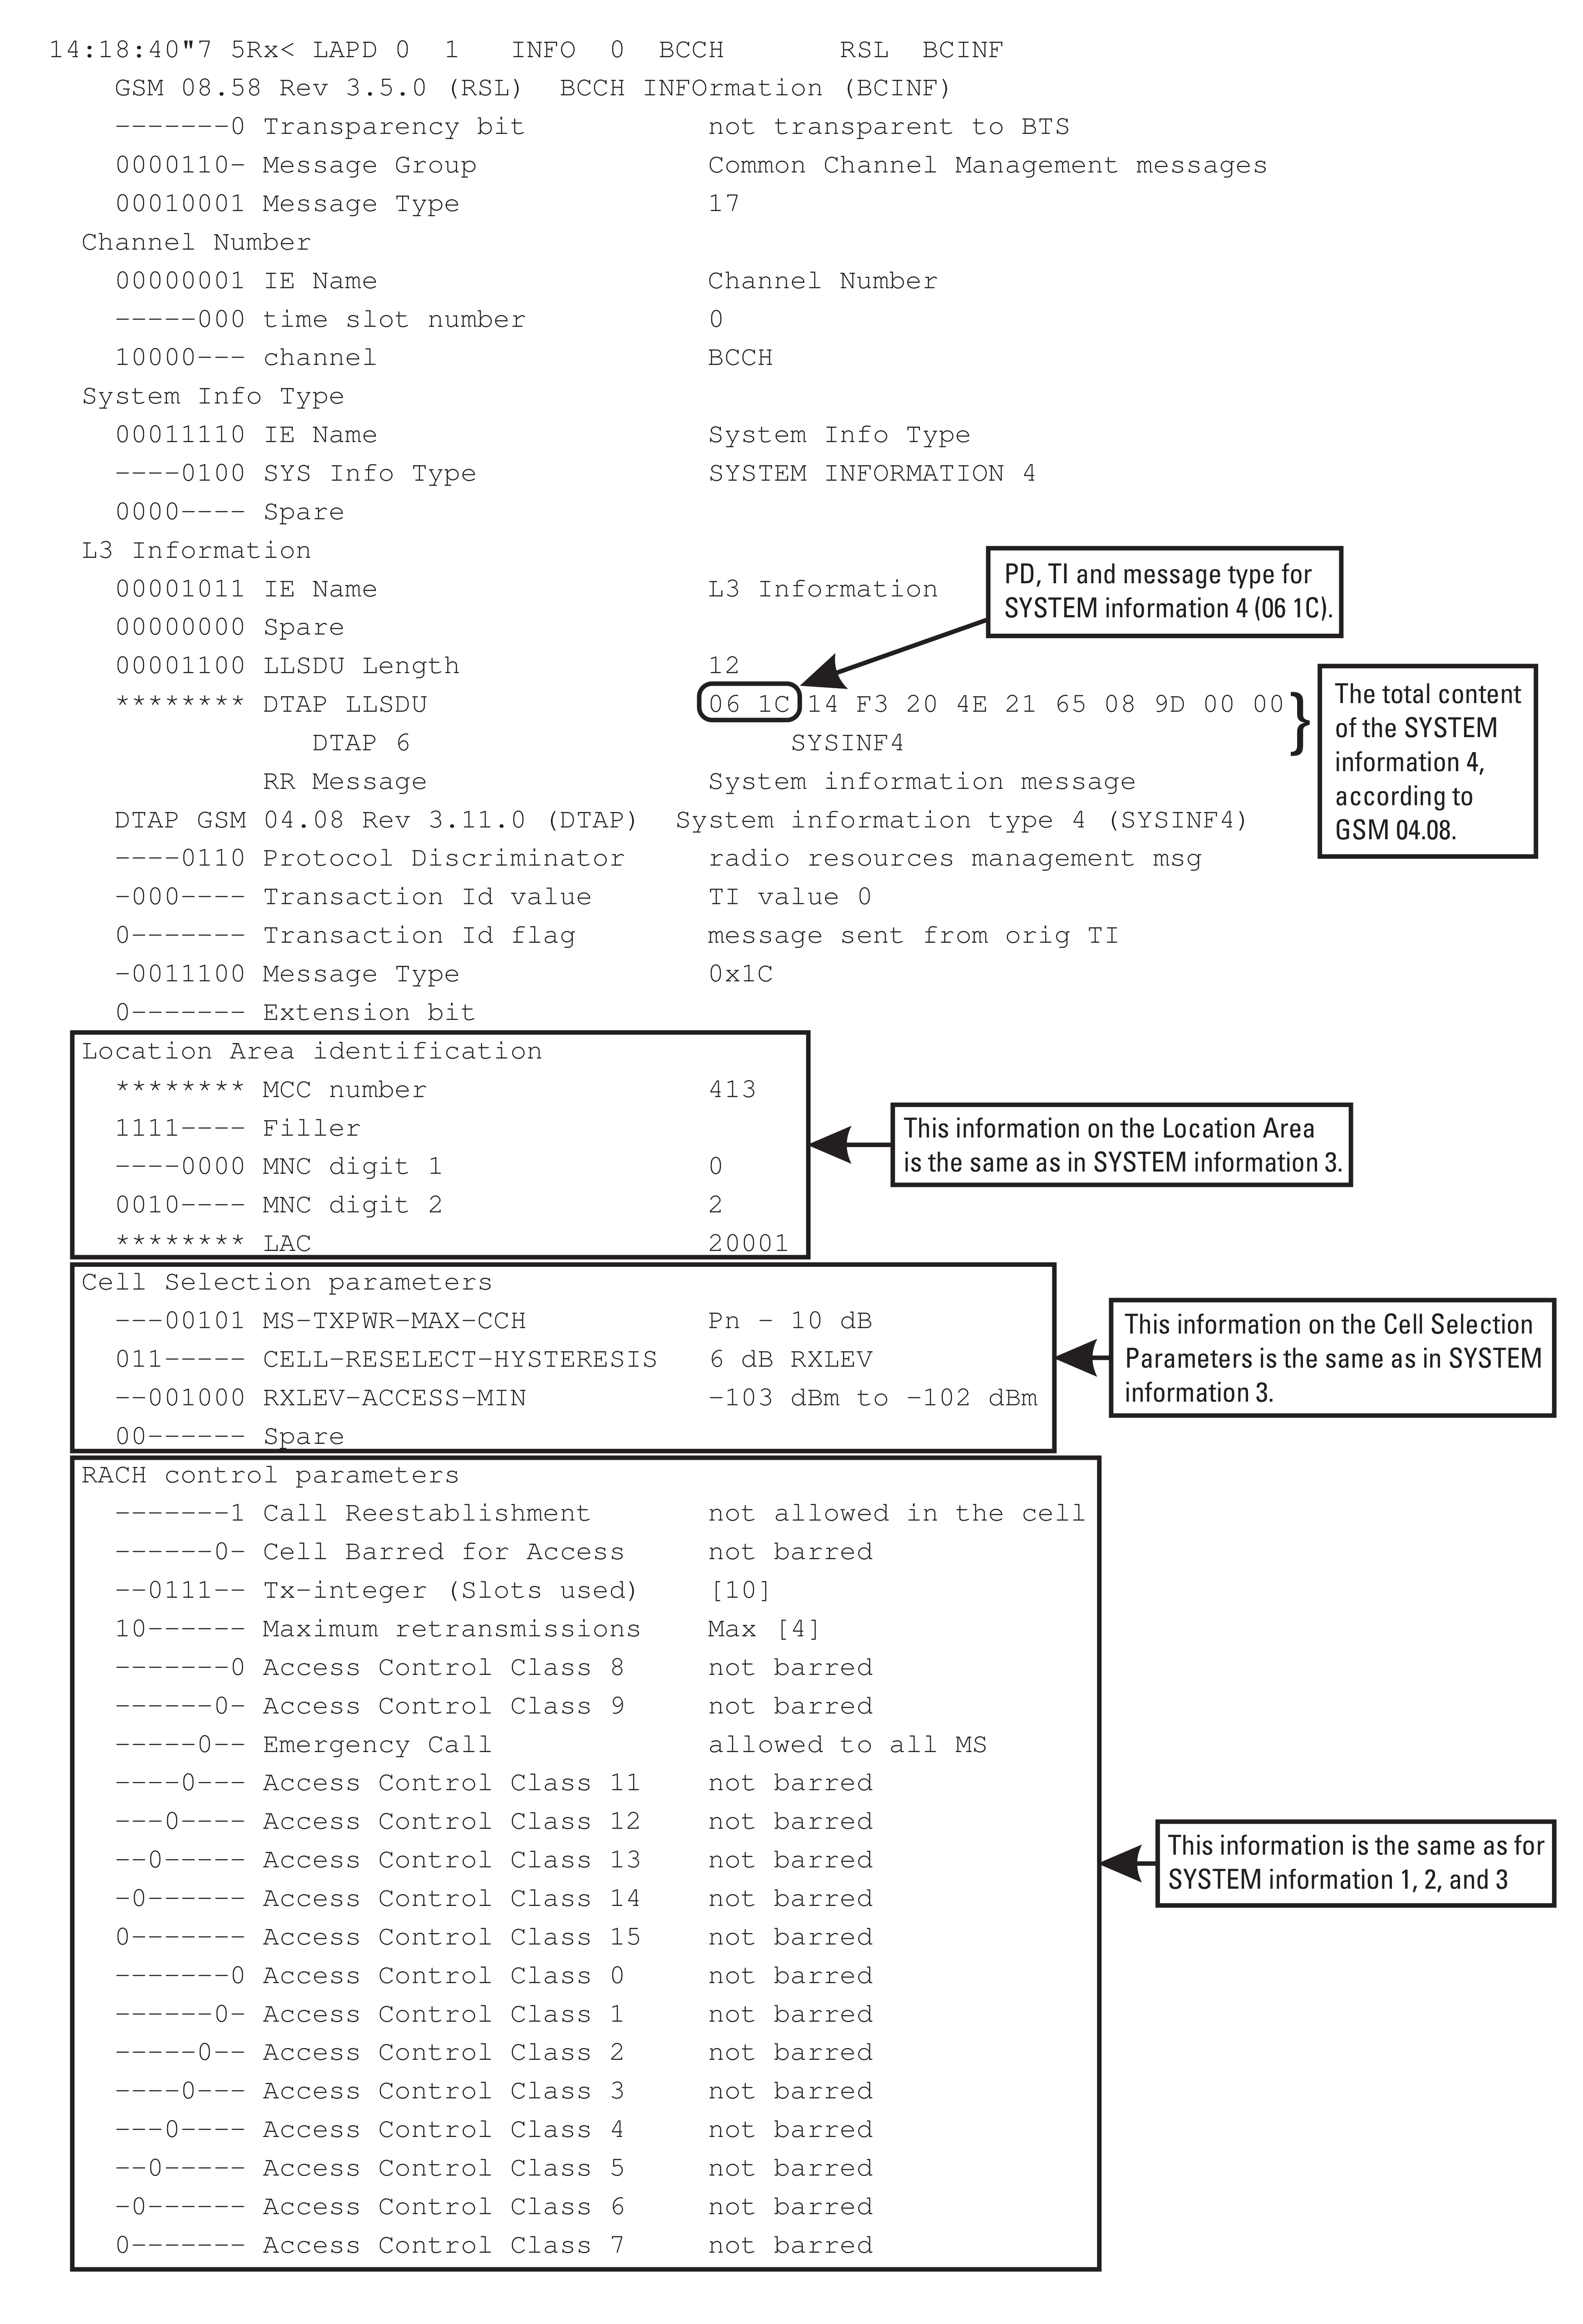 14:18:40"7 5Rx< LAPD 0  1   INFO  0  BCCH       RSL  BCINF
GSM 08.58 Rev 3.5.0 (RSL)  BCCH INFOrmation (BCINF)
-------0 Transparency bit           not transparent to BTS
0000110- Message Group              Common Channel Management messages
00010001 Message Type               17
Channel Number
00000001 IE Name                    Channel Number
-----000 time slot number           0
10000--- channel                    BCCH
System Info Type
00011110 IE Name                    System Info Type
----0100 SYS Info Type              SYSTEM INFORMATION 4
0000---- Spare
L3 Information
00001011 IE Name                    L3 Information
00000000 Spare
00001100 LLSDU Length               12
******** DTAP LLSDU                 06 1C 14 F3 20 4E 21 65 08 9D 00 00 }
DTAP 6                       SYSINF4
RR Message                 System information message
DTAP GSM 04.08 Rev 3.11.0 (DTAP)  System information type 4 (SYSINF4)
----0110 Protocol Discriminator     radio resources management msg
-000---- Transaction Id value       TI value 0
0------- Transaction Id flag        message sent from orig TI
-0011100 Message Type               0x1C
0------- Extension bit
PD, TI and message type for
SYSTEM information 4 (06 1C).
The total content
of the SYSTEM
information 4,
according to
GSM 04.08.
Location Area identification
******** MCC number                 413
1111---- Filler
----0000 MNC digit 1                0
0010---- MNC digit 2                2
******** LAC                        20001
This information on the Location Area
is the same as in SYSTEM information 3.
Cell Selection parameters
---00101 MS-TXPWR-MAX-CCH           Pn - 10 dB
011----- CELL-RESELECT-HYSTERESIS   6 dB RXLEV
--001000 RXLEV-ACCESS-MIN           -103 dBm to -102 dBm
00------ Spare
This information on the Cell Selection
Parameters is the same as in SYSTEM
information 3.
RACH control parameters
-------1 Call Reestablishment       not allowed in the cell
------0- Cell Barred for Access     not barred
--0111-- Tx-integer (Slots used)    [10]
10------ Maximum retransmissions    Max [4]
-------0 Access Control Class 8     not barred
------0- Access Control Class 9     not barred
-----0-- Emergency Call             allowed to all MS
----0--- Access Control Class 11    not barred
---0---- Access Control Class 12    not barred
--0----- Access Control Class 13    not barred
-0------ Access Control Class 14    not barred
0------- Access Control Class 15    not barred
-------0 Access Control Class 0     not barred
------0- Access Control Class 1     not barred
-----0-- Access Control Class 2     not barred
----0--- Access Control Class 3     not barred
---0---- Access Control Class 4     not barred
--0----- Access Control Class 5     not barred
-0------ Access Control Class 6     not barred
0------- Access Control Class 7     not barred
This information is the same as for
SYSTEM information 1, 2, and 3